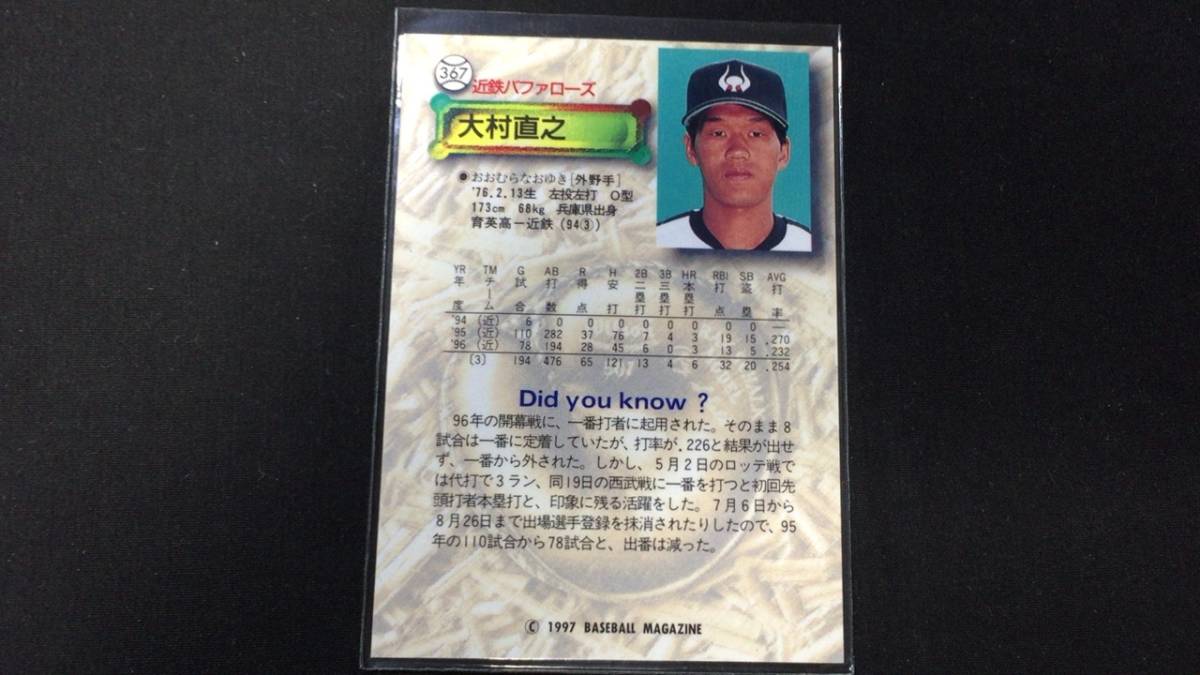 367
近鉄バファローズ
大村直之
●おおむらなおゆき[外野手]
'76.2.13生 左投左打 O型
173cm 68kg 兵庫県出身
育英高－近鉄(94③)
YR TM G AB R H 2B 3B HR RBI SB AVG
年度 チーム 試合 打数 得点 安打 二塁打 三塁打 本塁打 打点 盗塁 打率
'94 (近) 6 0 0 0 0 0 0 0 0 —
'95 (近) 110 282 37 76 7 4 3 19 15 .270
'96 (近) 78 194 28 45 6 0 3 13 5 .232
〔3〕 194 476 65 121 13 4 6 32 20 .254
Did you know ?
96年の開幕戦に、一番打者に起用された。そのまま8
試合は一番に定着していたが、打率が.226と結果が出せ
ず、一番から外された。しかし、5月2日のロッテ戦で
は代打で3ラン、同19日の西武戦に一番を打つと初回先
頭打者本塁打と、印象に残る活躍をした。7月6日から
8月26日まで出場選手登録を抹消されたりしたので、95
年の110試合から78試合と、出番は減った。
© 1997 BASEBALL MAGAZINE